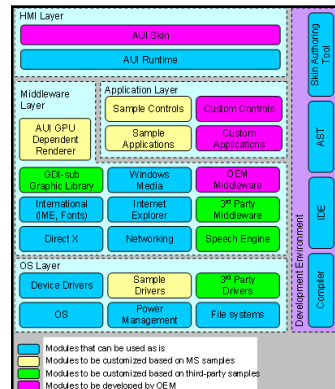 HMI Layer
AUI Skin
AUI Runtime
Middleware
Layer
AUI GPU
Dependent
Renderer
Application Layer
Sample Controls
Custom Controls
Sample
Applications
Custom
Applications
GDI-sub
Graphic Library
Windows
Media
OEM
Middleware
International
(IME, Fonts)
Internet
Explorer
3rd Party
Middleware
Direct X
Networking
Speech Engine
OS Layer
Device Drivers
Sample
Drivers
3rd Party
Drivers
OS
Power
Management
File systems
Development Environment
Skin Authoring
Tool
AST
IDE
Compiler
Modules that can be used as is
Modules to be customized based on MS samples
Modules to be customized based on third-party samples
Modules to be developed by OEM